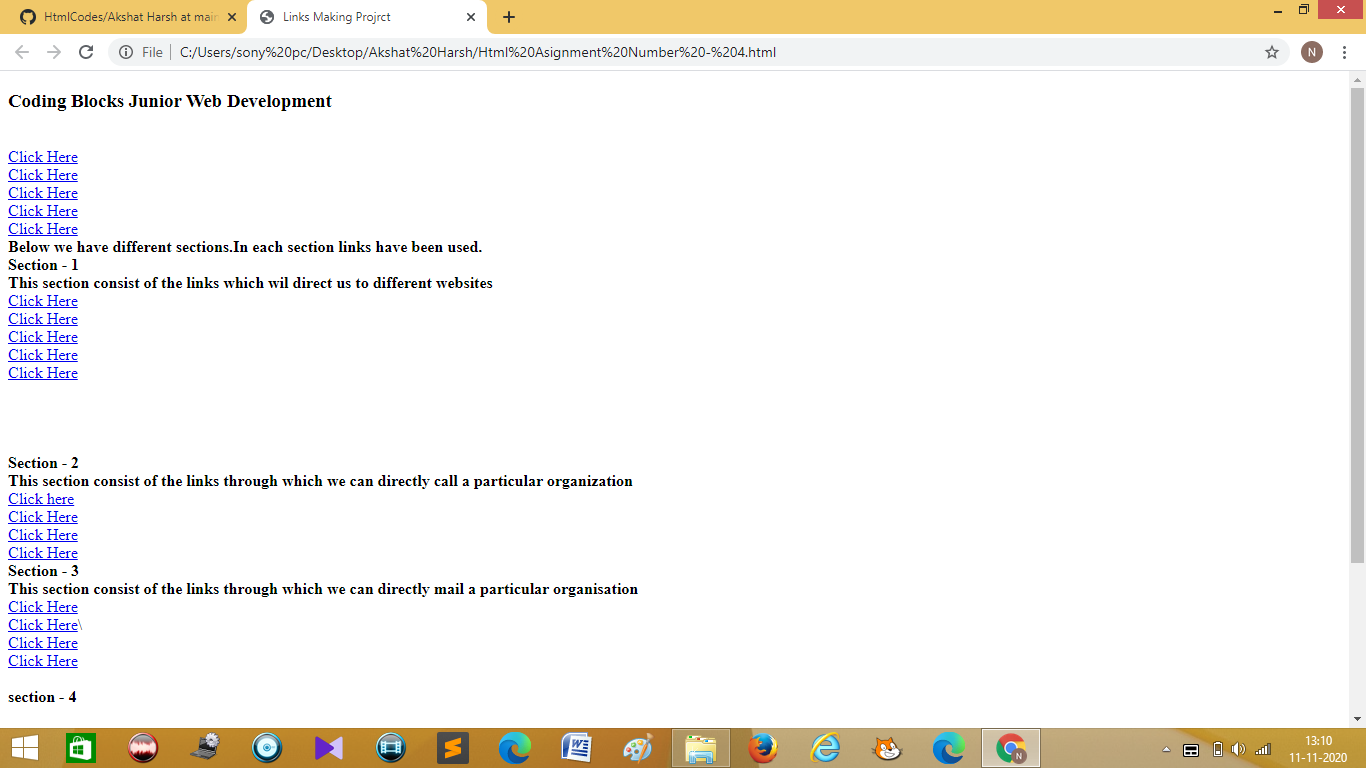 HtmlCodes/Akshat Harsh at main
Links Making Projrct
File
C:/Users/sony%20pc/Desktop/Akshat%20Harsh/Html%20Asignment%20Number%20-%204.html
N
Coding Blocks Junior Web Development
Click Here
Click Here
Click Here
Click Here
Click Here
Below we have different sections.In each section links have been used.
Section - 1
This section consist of the links which wil direct us to different websites
Click Here
Click Here
Click Here
Click Here
Click Here
Section - 2
This section consist of the links through which we can directly call a particular organization
Click here
Click Here
Click Here
Click Here
Section - 3
This section consist of the links through which we can directly mail a particular organisation
Click Here
Click Here\
Click Here
Click Here
section - 4
N
13:10
11-11-2020